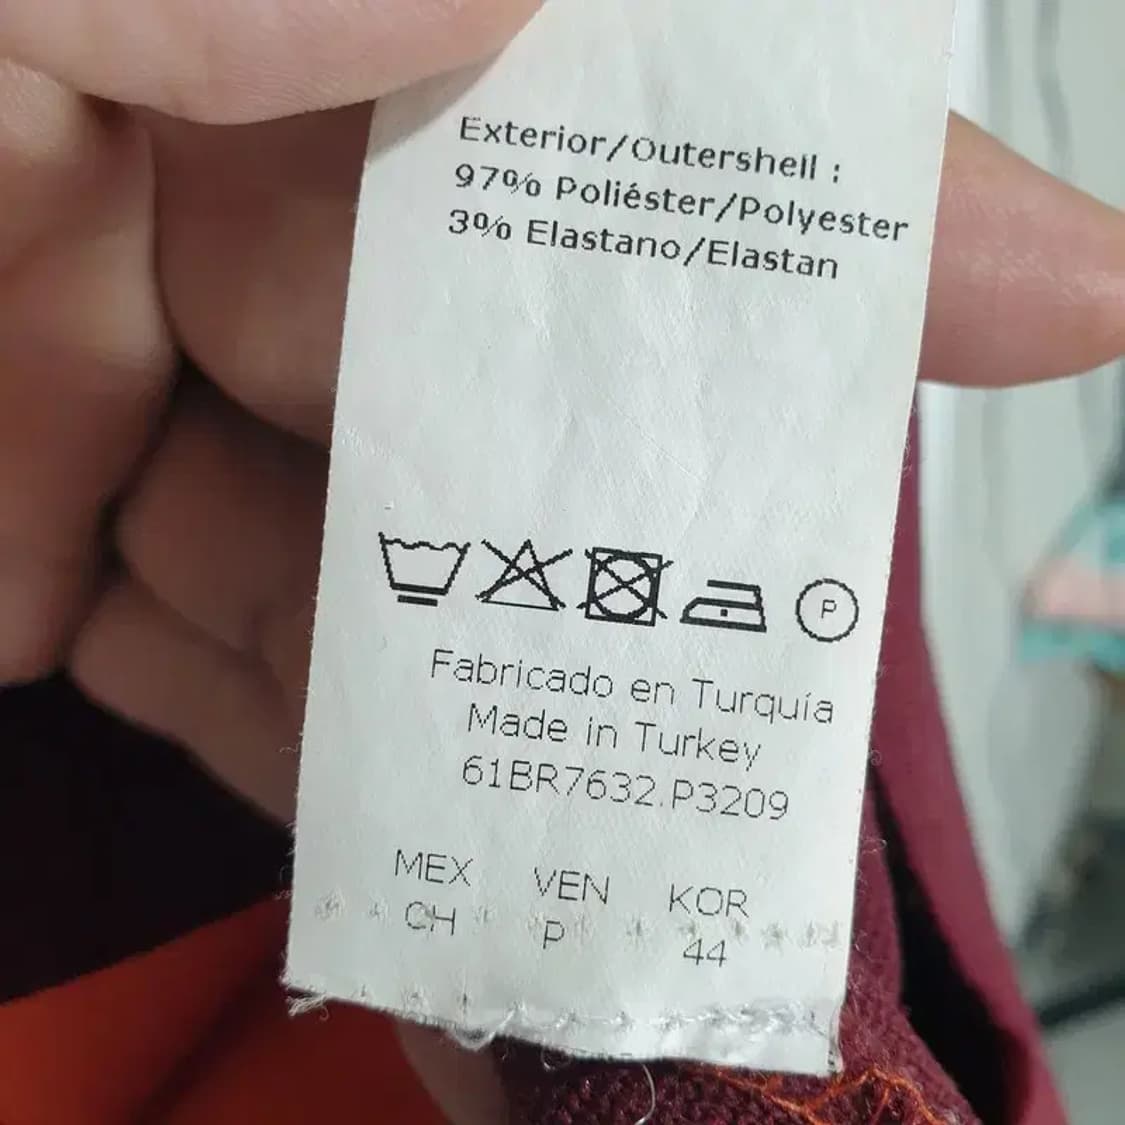 Exterior/Outershell :
97% Poliéster/Polyester
3% Elastano/Elastan
P
Fabricado en Turquía
Made in Turkey
61BR7632.P3209
MEX VEN KOR
CH P 44